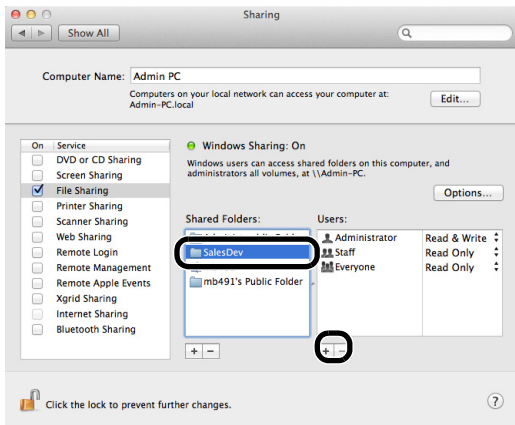 Sharing
Show All
Computer Name: Admin PC
Computers on your local network can access your computer at:
Admin-PC.local
Edit...
On Service
DVD or CD Sharing
Screen Sharing
File Sharing
Printer Sharing
Scanner Sharing
Web Sharing
Remote Login
Remote Management
Remote Apple Events
Xgrid Sharing
Internet Sharing
Bluetooth Sharing
Windows Sharing: On
Windows users can access shared folders on this computer, and
administrators all volumes, at \\Admin-PC.
Options...
Shared Folders:
SalesDev
mb491's Public Folder
+ −
Users:
Administrator Read & Write
Staff Read Only
Everyone Read Only
+ −
Click the lock to prevent further changes.
?